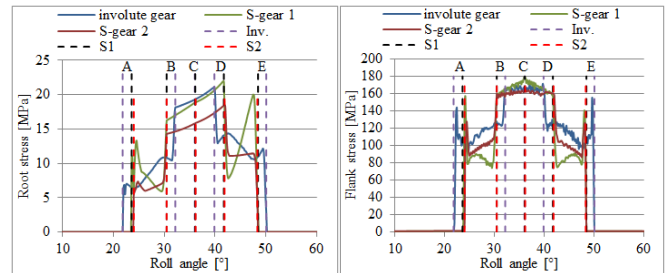 involute gear S-gear 1
S-gear 2 Inv.
S1 S2
A B C D E
25
20
15
10
5
0
Root stress [MPa]
10 20 30 40 50 60
Roll angle [°]
involute gear S-gear 1
S-gear 2 Inv.
S1 S2
A B C D E
200
180
160
140
120
100
80
60
40
20
0
Flank stress [MPa]
10 20 30 40 50 60
Roll angle [°]